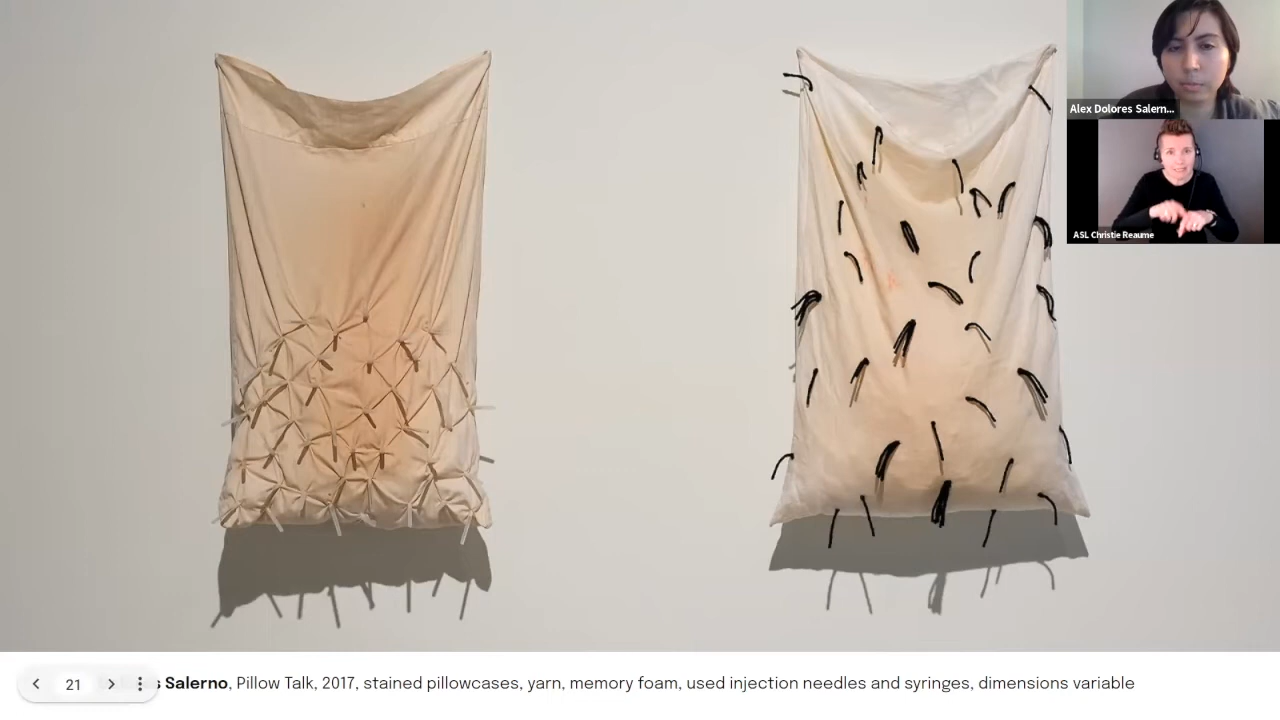 Alex Dolores Salern...
ASL Christie Reaume
21
s Salerno, Pillow Talk, 2017, stained pillowcases, yarn, memory foam, used injection needles and syringes, dimensions variable